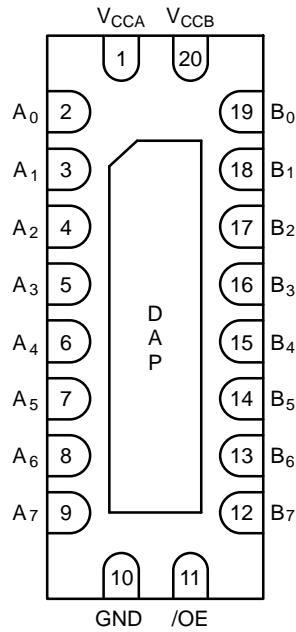 V_CCA V_CCB
1 20
A₀ 2 19 B₀
A₁ 3 18 B₁
A₂ 4 17 B₂
A₃ 5 16 B₃
D
A₄ 6 A 15 B₄
P
A₅ 7 14 B₅
A₆ 8 13 B₆
A₇ 9 12 B₇
10 11
GND /OE